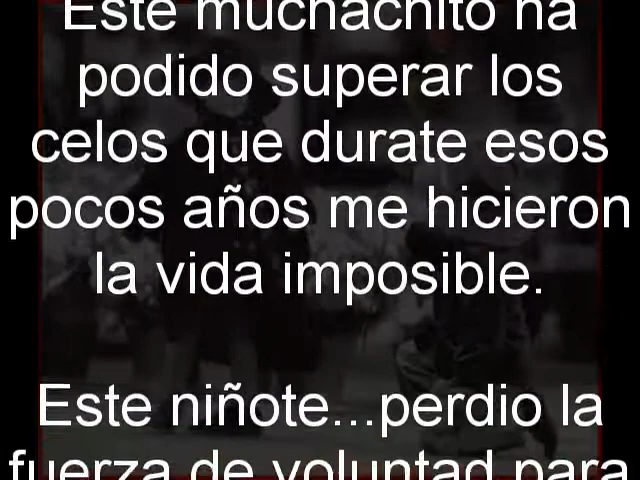 Este muchachito ha
podido superar los
celos que durate esos
pocos años me hicieron
la vida imposible.
Este niñote...perdio la
fuerza de voluntad para